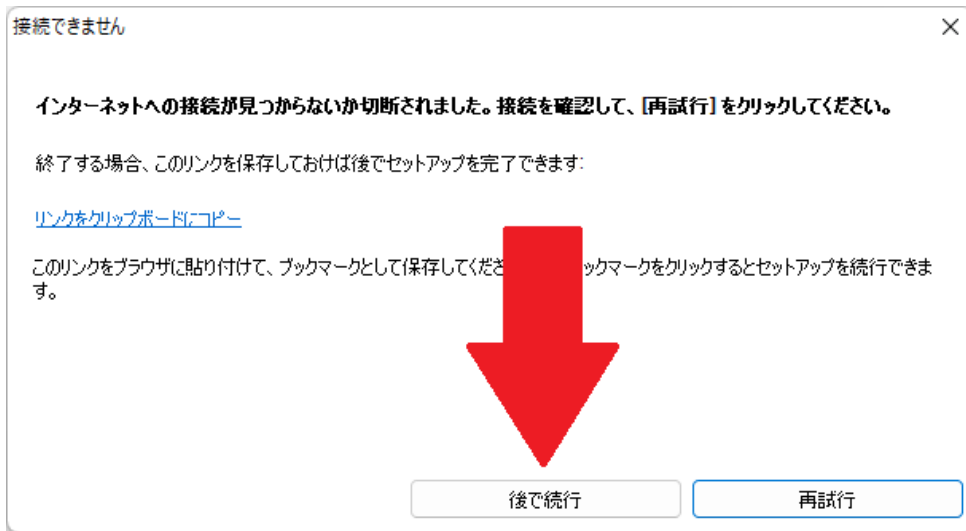 接続できません
インターネットへの接続が見つからないか切断されました。接続を確認して、[再試行] をクリックしてください。
終了する場合、このリンクを保存しておけば後でセットアップを完了できます:
リンクをクリップボードにコピー
このリンクをブラウザに貼り付けて、ブックマークとして保存してくださ ックマークをクリックするとセットアップを続行できま
す。
後で続行 再試行